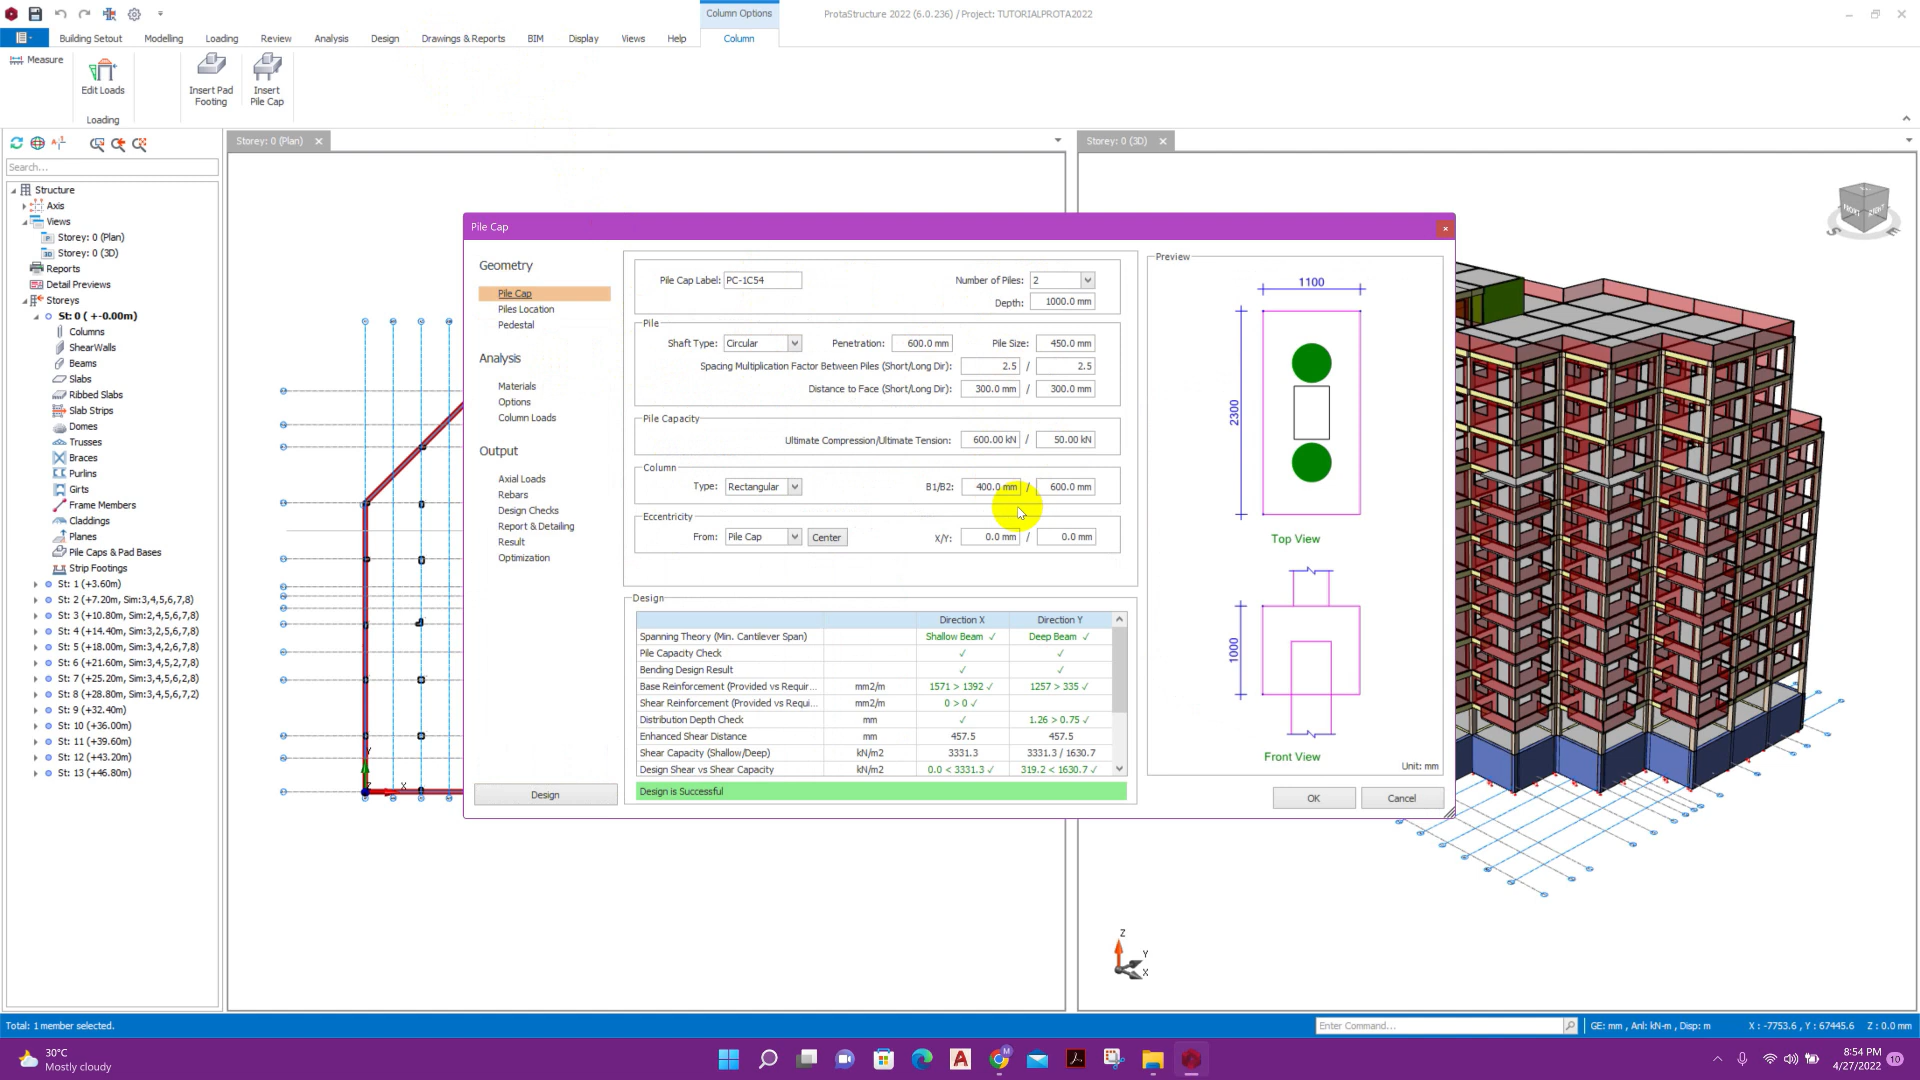 Column Options
ProtaStructure 2022 (6.0.236) / Project: TUTORIALPROTA2022
Building Setout
Modelling
Loading
Review
Analysis
Design
Drawings & Reports
BIM
Display
Views
Help
Column
Measure
Edit Loads
Insert Pad Footing
Insert Pile Cap
Loading
Storey: 0 (Plan)
Storey: 0 (3D)
Search...
Structure
Axis
Views
Storey: 0 (Plan)
Storey: 0 (3D)
Reports
Detail Previews
Storeys
St: 0 ( +-0.00m)
Columns
ShearWalls
Beams
Slabs
Ribbed Slabs
Slab Strips
Domes
Trusses
Braces
Purlins
Girts
Frame Members
Claddings
Planes
Pile Caps & Pad Bases
Strip Footings
St: 1 (+3.60m)
St: 2 (+7.20m, Sim:3,4,5,6,7,8)
St: 3 (+10.80m, Sim:2,4,5,6,7,8)
St: 4 (+14.40m, Sim:3,2,5,6,7,8)
St: 5 (+18.00m, Sim:3,4,2,6,7,8)
St: 6 (+21.60m, Sim:3,4,5,2,7,8)
St: 7 (+25.20m, Sim:3,4,5,6,2,8)
St: 8 (+28.80m, Sim:3,4,5,6,7,2)
St: 9 (+32.40m)
St: 10 (+36.00m)
St: 11 (+39.60m)
St: 12 (+43.20m)
St: 13 (+46.80m)
Pile Cap
Geometry
Pile Cap
Piles Location
Pedestal
Analysis
Materials
Options
Column Loads
Output
Axial Loads
Rebars
Design Checks
Report & Detailing
Result
Optimization
Design
Pile Cap Label: PC-1C54
Number of Piles: 2
Depth: 1000.0 mm
Pile
Shaft Type: Circular
Penetration: 600.0 mm
Pile Size: 450.0 mm
Spacing Multiplication Factor Between Piles (Short/Long Dir): 2.5 / 2.5
Distance to Face (Short/Long Dir): 300.0 mm / 300.0 mm
Pile Capacity
Ultimate Compression/Ultimate Tension: 600.00 kN / 50.00 kN
Column
Type: Rectangular
B1/B2: 400.0 mm / 600.0 mm
Eccentricity
From: Pile Cap Center
X/Y: 0.0 mm / 0.0 mm
Design
Direction X Direction Y
Spanning Theory (Min. Cantilever Span) Shallow Beam ✓ Deep Beam ✓
Pile Capacity Check ✓ ✓
Bending Design Result ✓ ✓
Base Reinforcement (Provided vs Requir... mm2/m 1571 > 1392 ✓ 1257 > 335 ✓
Shear Reinforcement (Provided vs Requi... mm2/m 0 > 0 ✓
Distribution Depth Check mm ✓ 1.26 > 0.75 ✓
Enhanced Shear Distance mm 457.5 457.5
Shear Capacity (Shallow/Deep) kN/m2 3331.3 3331.3 / 1630.7
Design Shear vs Shear Capacity kN/m2 0.0 < 3331.3 ✓ 319.2 < 1630.7 ✓
Design is Successful
Preview
1100
2300
Top View
1000
Front View
Unit: mm
OK
Cancel
Y
X
Z
Y
X
S
E
Total: 1 member selected.
Enter Command...
GE: mm , Anl: kN-m , Disp: m
X : -7753.6 , Y : 67445.6
Z : 0.0 mm
30°C
Mostly cloudy
8:54 PM
4/27/2022
10